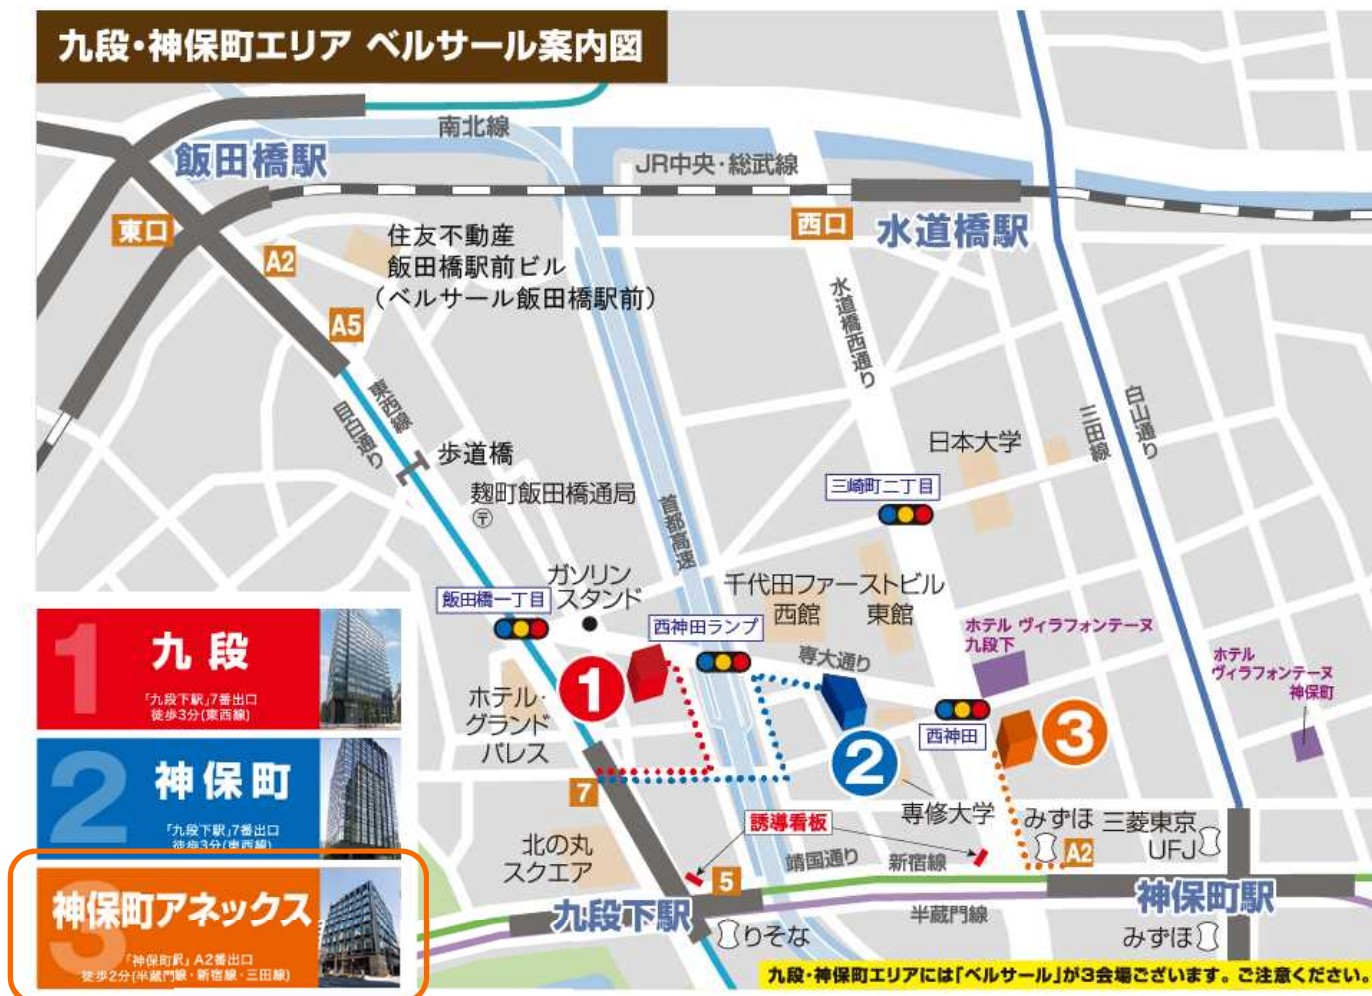 九段・神保町エリア ベルサール案内図
南北線
飯田橋駅
JR中央・総武線
東口
西口
水道橋駅
A2
住友不動産
飯田橋駅前ビル
（ベルサール飯田橋駅前）
A5
水道橋西通り
東西線
目白通り
白山通り
三田線
日本大学
歩道橋
麹町飯田橋通局
〒
三崎町二丁目
首都高速
ガソリン
スタンド
飯田橋一丁目
千代田ファーストビル
西館
東館
西神田ランプ
専大通り
ホテル ヴィラフォンテーヌ
九段下
ホテル
ヴィラフォンテーヌ
神保町
1
ホテル・
グランド
パレス
2
西神田
3
7
専修大学
誘導看板
みずほ
三菱東京
UFJ
A2
北の丸
スクエア
靖国通り
新宿線
5
九段下駅
半蔵門線
神保町駅
りそな
みずほ
1
九段
「九段下駅」7番出口
徒歩3分(東西線)
2
神保町
「九段下駅」7番出口
徒歩3分(東西線)
3
神保町アネックス
「神保町駅」A2番出口
徒歩2分(半蔵門線・新宿線・三田線)
九段・神保町エリアには「ベルサール」が3会場ございます。ご注意ください。